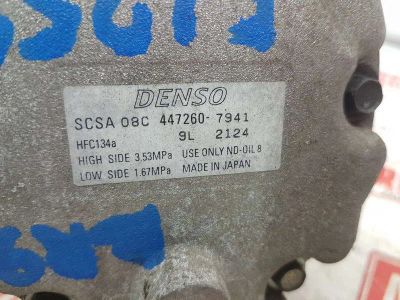 DENSO
SCSA 08C 447260-7941
9L 2124
HFC134a
HIGH SIDE 3.53MPa USE ONLY ND-OIL 8
LOW SIDE 1.67MPa MADE IN JAPAN